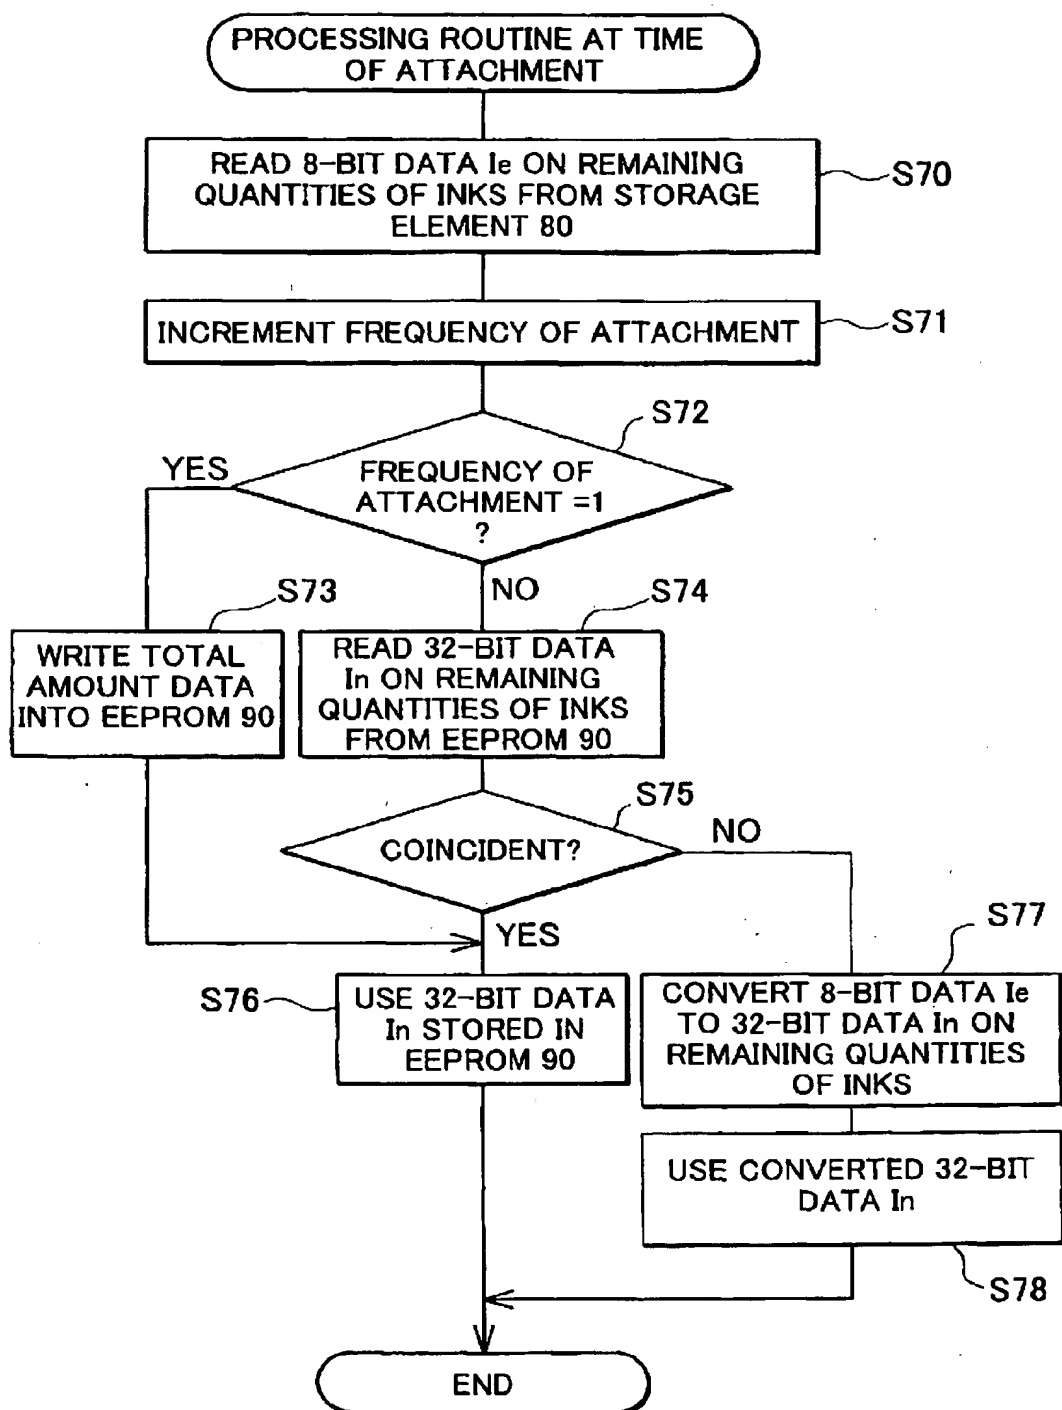 PROCESSING ROUTINE AT TIME
OF ATTACHMENT
READ 8-BIT DATA Ie ON REMAINING
QUANTITIES OF INKS FROM STORAGE
ELEMENT 80
S70
INCREMENT FREQUENCY OF ATTACHMENT
S71
S72
FREQUENCY OF
ATTACHMENT =1
?
YES
NO
S73
WRITE TOTAL
AMOUNT DATA
INTO EEPROM 90
S74
READ 32-BIT DATA
In ON REMAINING
QUANTITIES OF INKS
FROM EEPROM 90
S75
COINCIDENT?
NO
YES
S76
USE 32-BIT DATA
In STORED IN
EEPROM 90
S77
CONVERT 8-BIT DATA Ie
TO 32-BIT DATA In ON
REMAINING QUANTITIES
OF INKS
USE CONVERTED 32-BIT
DATA In
S78
END